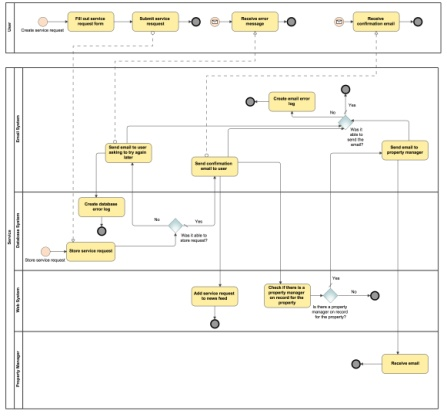 User
Create service request
Fill out service
request form
Submit service
resquest
Receive error
message
Receive
confirmation email
Service
Email System
Create email error
log
Yes
No
Was it
able to
send the
email?
Send email to user
asking to try again
later
Send confirmation
email to user
Send email to
property manager
Database System
Create database
error log
No
Yes
Was it able to
store request?
Store service request
Store service request
Web System
Add service request
to news feed
Check if there is a
property manager
on record for the
property
Yes
No
Is there a property
manager on record
for the property?
Property Manager
Receive email